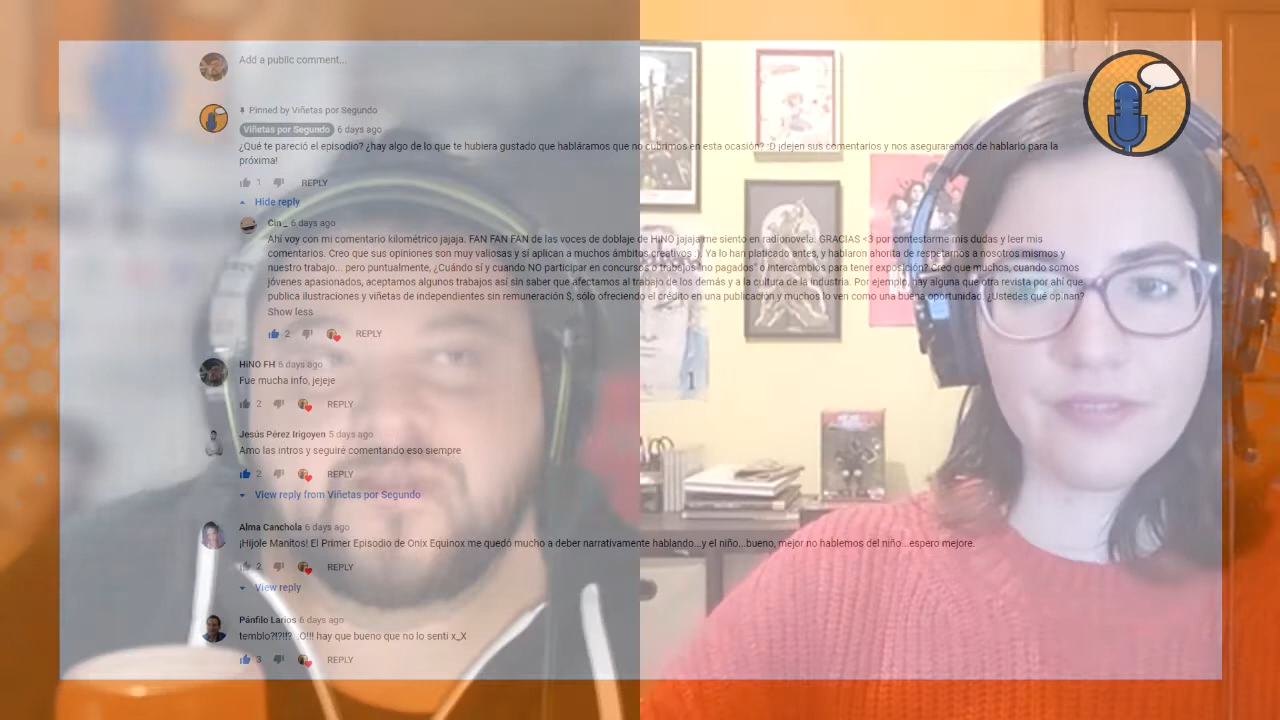 Add a public comment...
Pinned by Viñetas por Segundo
Viñetas por Segundo 6 days ago
¿Qué te pareció el episodio? ¿hay algo de lo que te hubiera gustado que habláramos que no cubrimos en esta ocasión? :D ¡dejen sus comentarios y nos aseguraremos de hablarlo para la
próxima!
1 REPLY
Hide reply
Cin_ 6 days ago
Ahí voy con mi comentario kilométrico jajaja. FAN FAN FAN de las voces de doblaje de HiNO jajaja me siento en radionovela. GRACIAS <3 por contestarme mis dudas y leer mis
comentarios. Creo que sus opiniones son muy valiosas y sí aplican a muchos ámbitos creativos :). Ya lo han platicado antes, y hablaron ahorita de respetarnos a nosotros mismos y
nuestro trabajo... pero puntualmente, ¿Cuándo sí y cuando NO participar en concursos o trabajos "no pagados" o intercambios para tener exposición? Creo que muchos, cuando somos
jóvenes apasionados, aceptamos algunos trabajos así sin saber que afectamos al trabajo de los demás y a la cultura de la industria. Por ejemplo, hay alguna que otra revista por ahí que
publica ilustraciones y viñetas de independientes sin remuneración $, sólo ofreciendo el crédito en una publicación y muchos lo ven como una buena oportunidad. ¿Ustedes qué opinan?
Show less
2 REPLY
HiNO FH 6 days ago
Fue mucha info, jejeje
2 REPLY
Jesús Pérez Irigoyen 5 days ago
Amo las intros y seguiré comentando eso siempre
2 REPLY
View reply from Viñetas por Segundo
Alma Canchola 6 days ago
¡Híjole Manitos! El Primer Episodio de Onix Equinox me quedó mucho a deber narrativamente hablando...y el niño...bueno, mejor no hablemos del niño...espero mejore.
2 REPLY
View reply
Pánfilo Larios 6 days ago
temblo?!?!!? :O!!! hay que bueno que no lo senti x_X
3 REPLY